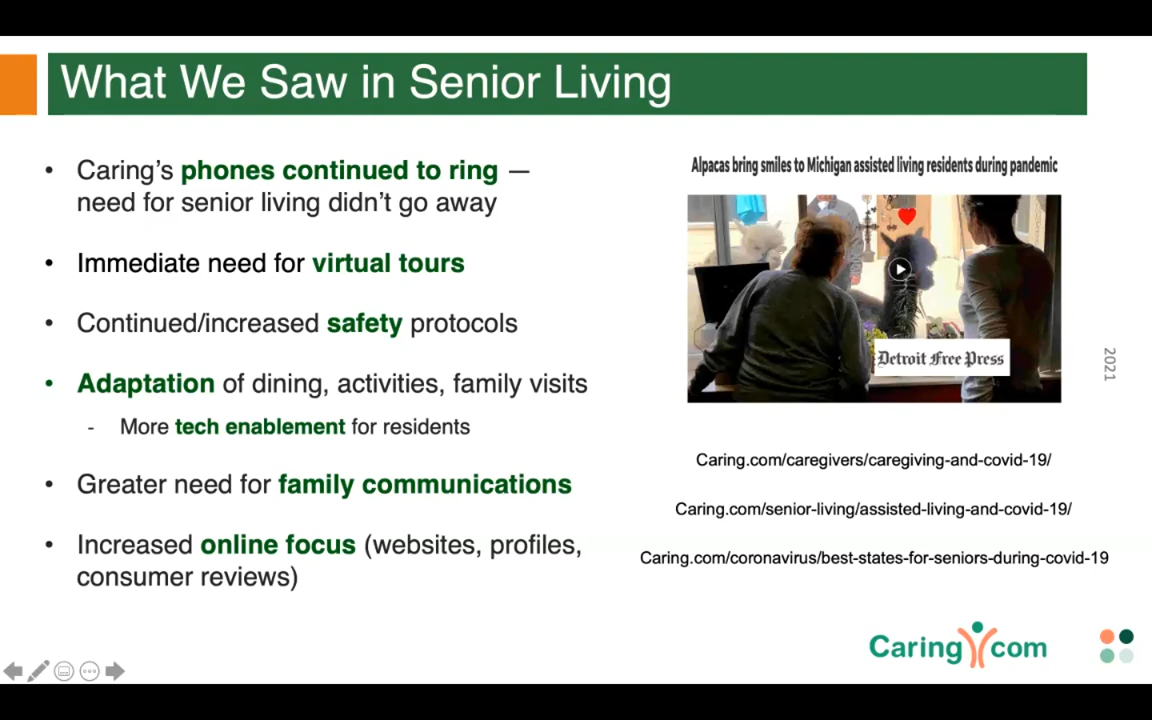 What We Saw in Senior Living
• Caring’s phones continued to ring —
need for senior living didn’t go away
• Immediate need for virtual tours
• Continued/increased safety protocols
• Adaptation of dining, activities, family visits
- More tech enablement for residents
• Greater need for family communications
• Increased online focus (websites, profiles,
consumer reviews)
Alpacas bring smiles to Michigan assisted living residents during pandemic
Detroit Free Press
2021
Caring.com/caregivers/caregiving-and-covid-19/
Caring.com/senior-living/assisted-living-and-covid-19/
Caring.com/coronavirus/best-states-for-seniors-during-covid-19
Caring com